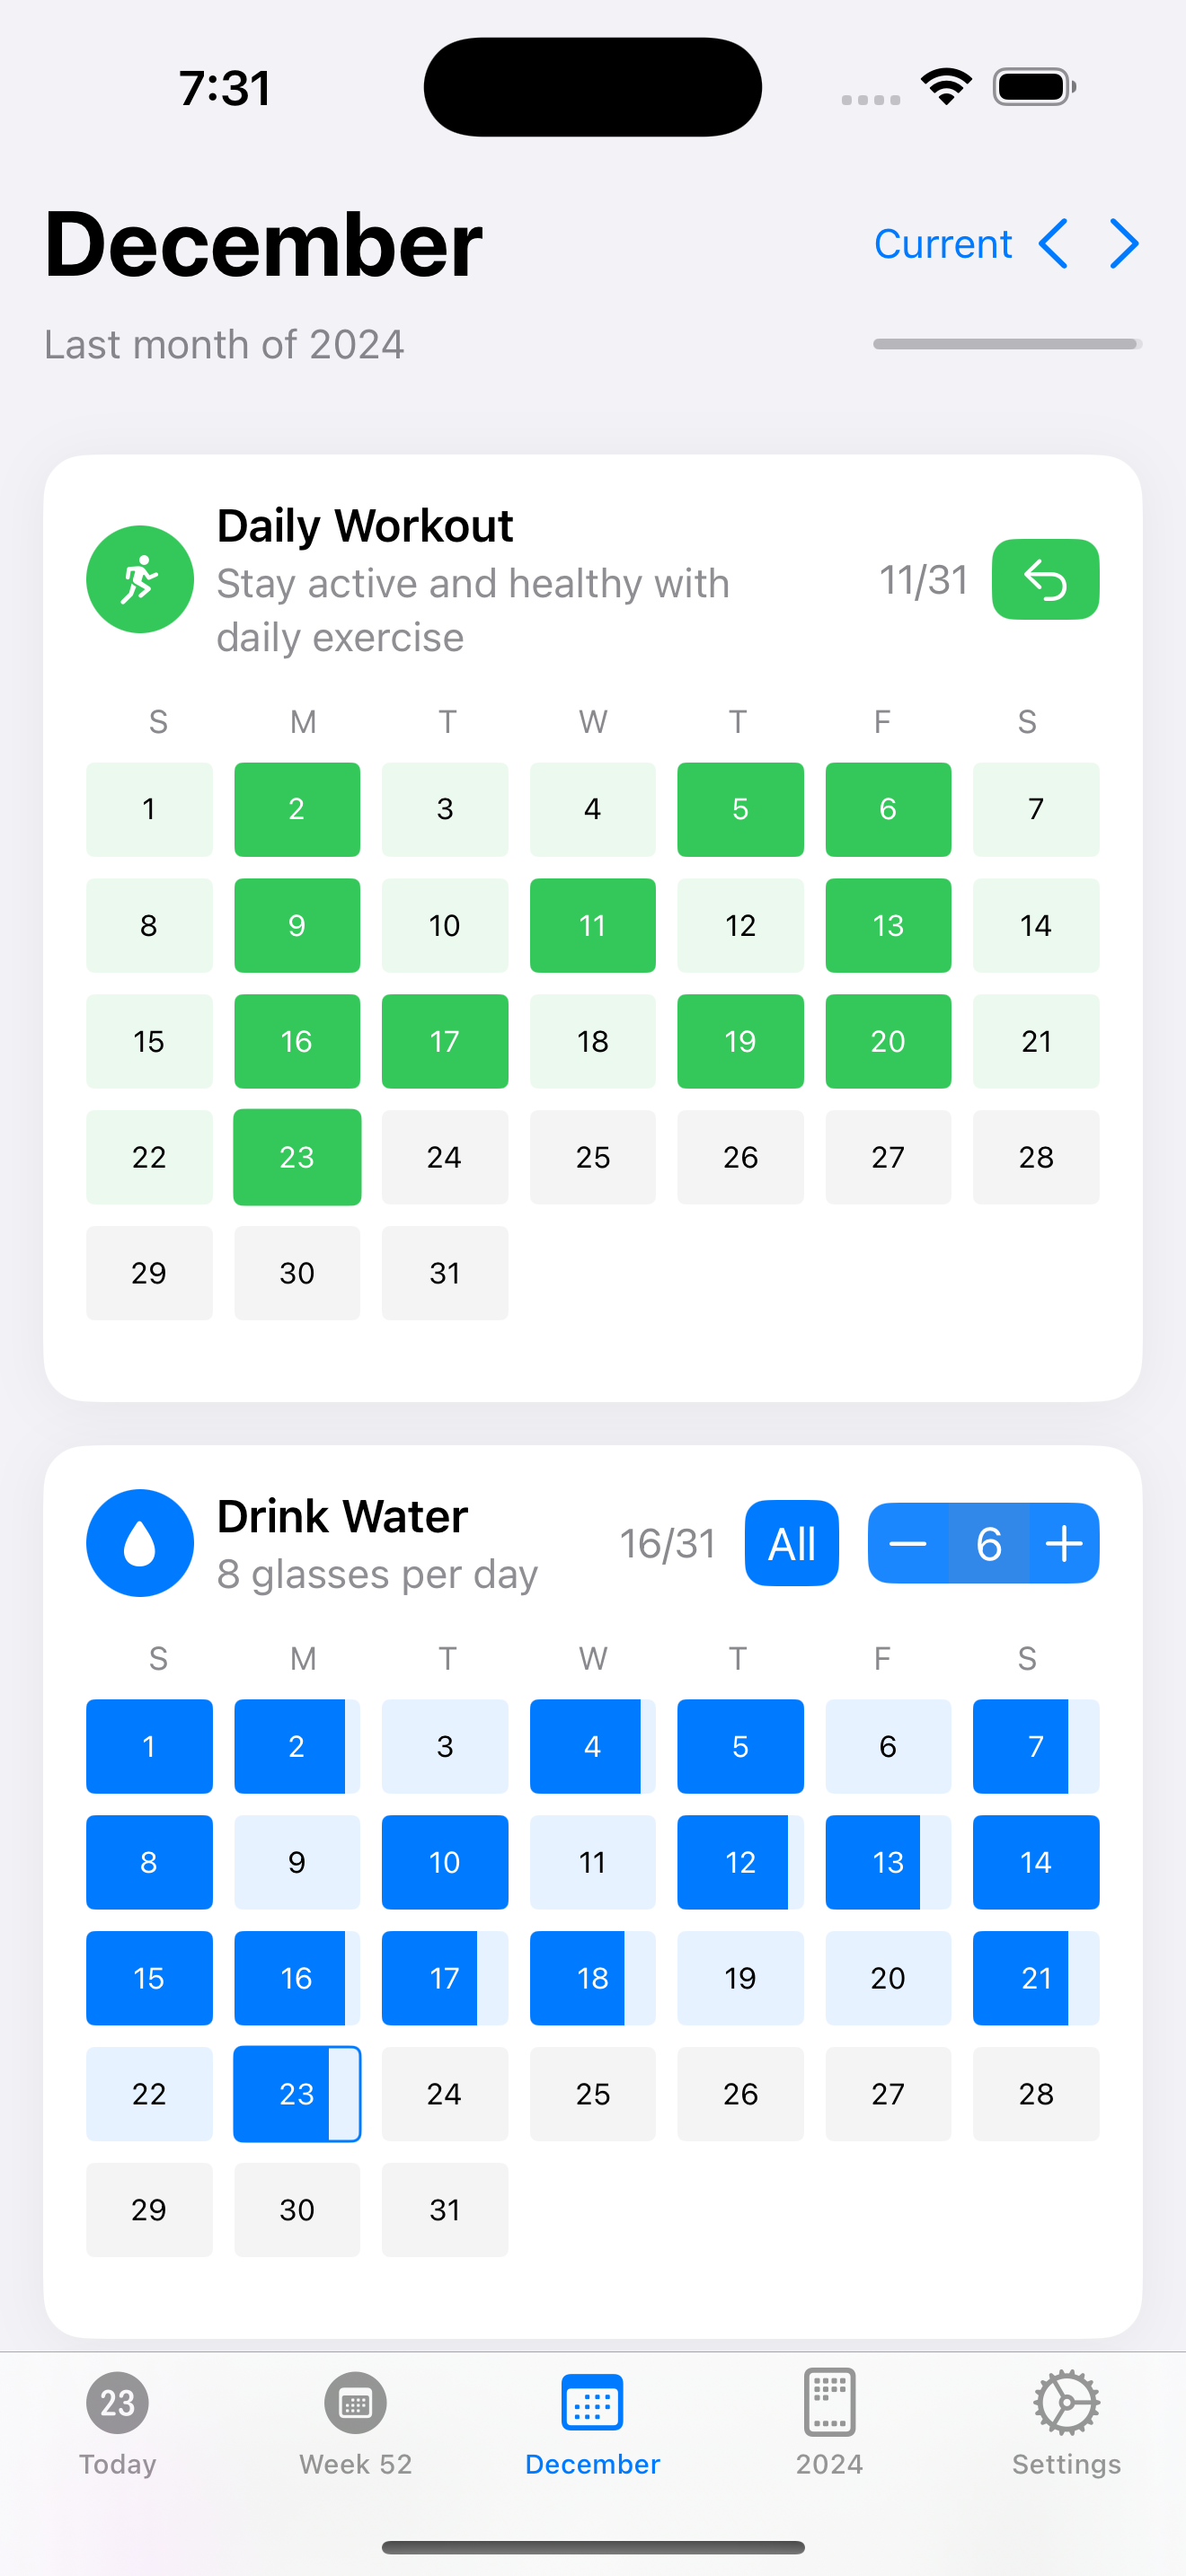 7:31
December
Current
Last month of 2024
Daily Workout
Stay active and healthy with
daily exercise
11/31
S M T W T F S
1 2 3 4 5 6 7
8 9 10 11 12 13 14
15 16 17 18 19 20 21
22 23 24 25 26 27 28
29 30 31
Drink Water
8 glasses per day
16/31
All
6
S M T W T F S
1 2 3 4 5 6 7
8 9 10 11 12 13 14
15 16 17 18 19 20 21
22 23 24 25 26 27 28
29 30 31
23
Today
Week 52
December
2024
Settings